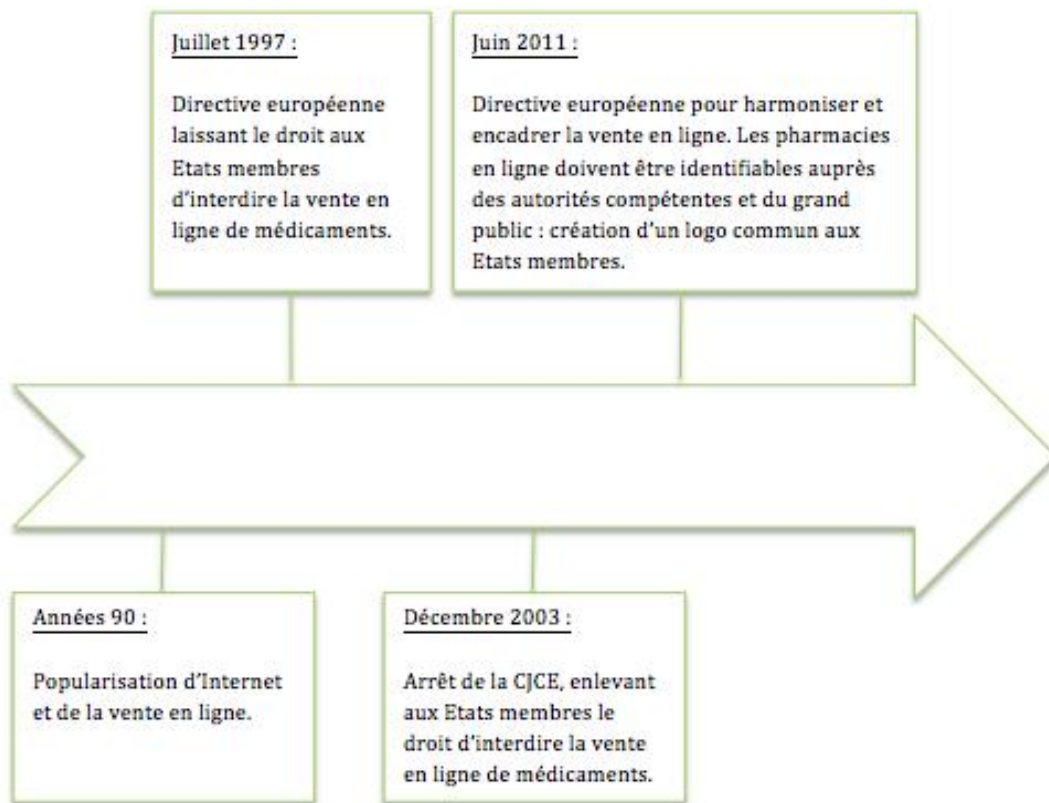 Juillet 1997 :
Directive européenne
laissant le droit aux
Etats membres
d'interdire la vente en
ligne de médicaments.
Juin 2011 :
Directive européenne pour harmoniser et
encadrer la vente en ligne. Les pharmacies
en ligne doivent être identifiables auprès
des autorités compétentes et du grand
public : création d'un logo commun aux
Etats membres.
Années 90 :
Popularisation d'Internet
et de la vente en ligne.
Décembre 2003 :
Arrêt de la CJCE, enlevant
aux Etats membres le
droit d'interdire la vente
en ligne de médicaments.